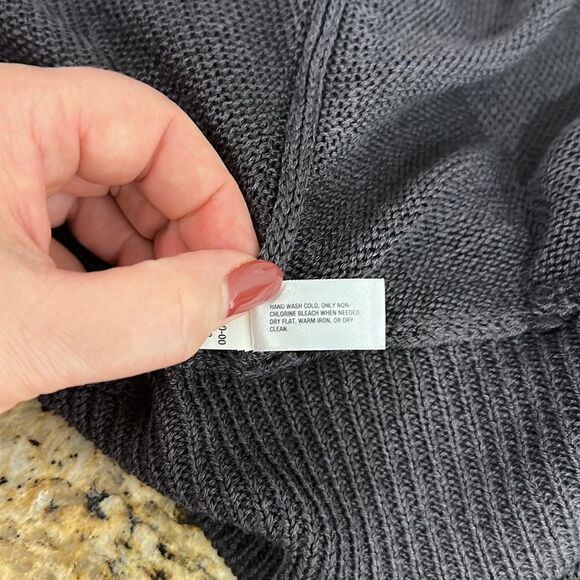 HAND WASH COLD, ONLY NON-
CHLORINE BLEACH WHEN NEEDED,
DRY FLAT, WARM IRON, OR DRY
CLEAN.